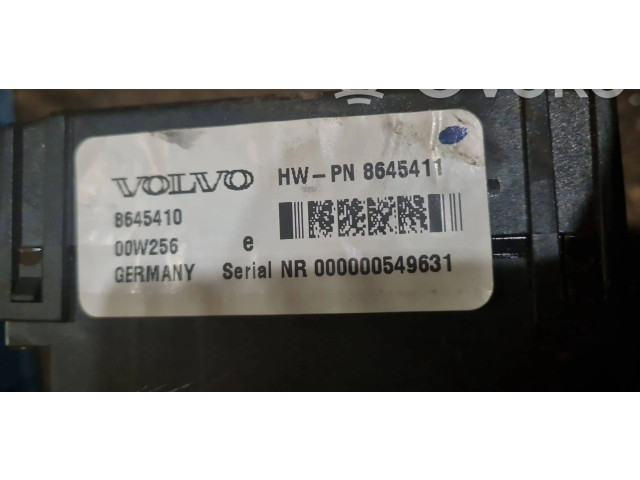 VOLVO HW-PN 8645411
8645410
00W256 e
GERMANY Serial NR 000000549631